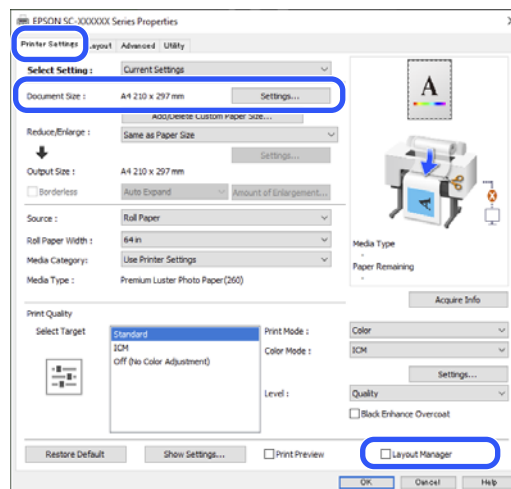 EPSON SC-XXXXXX Series Properties
Printer Settings Layout Advanced Utility
Select Setting : Current Settings
Document Size : A4 210 x 297 mm Settings...
Add/Delete Custom Paper Size...
Reduce/Enlarge : Same as Paper Size
Settings...
Output Size : A4 210 x 297 mm
Borderless Auto Expand Amount of Enlargement...
Source : Roll Paper
Roll Paper Width : 64 in
Media Category: Use Printer Settings
Media Type : Premium Luster Photo Paper(260)
A
Media Type
-
Paper Remaining
-
Acquire Info
Print Quality
Select Target
Standard
ICM
Off (No Color Adjustment)
Print Mode : Color
Color Mode : ICM
Settings...
Level : Quality
Black Enhance Overcoat
Restore Default Show Settings... Print Preview Layout Manager
OK Cancel Help